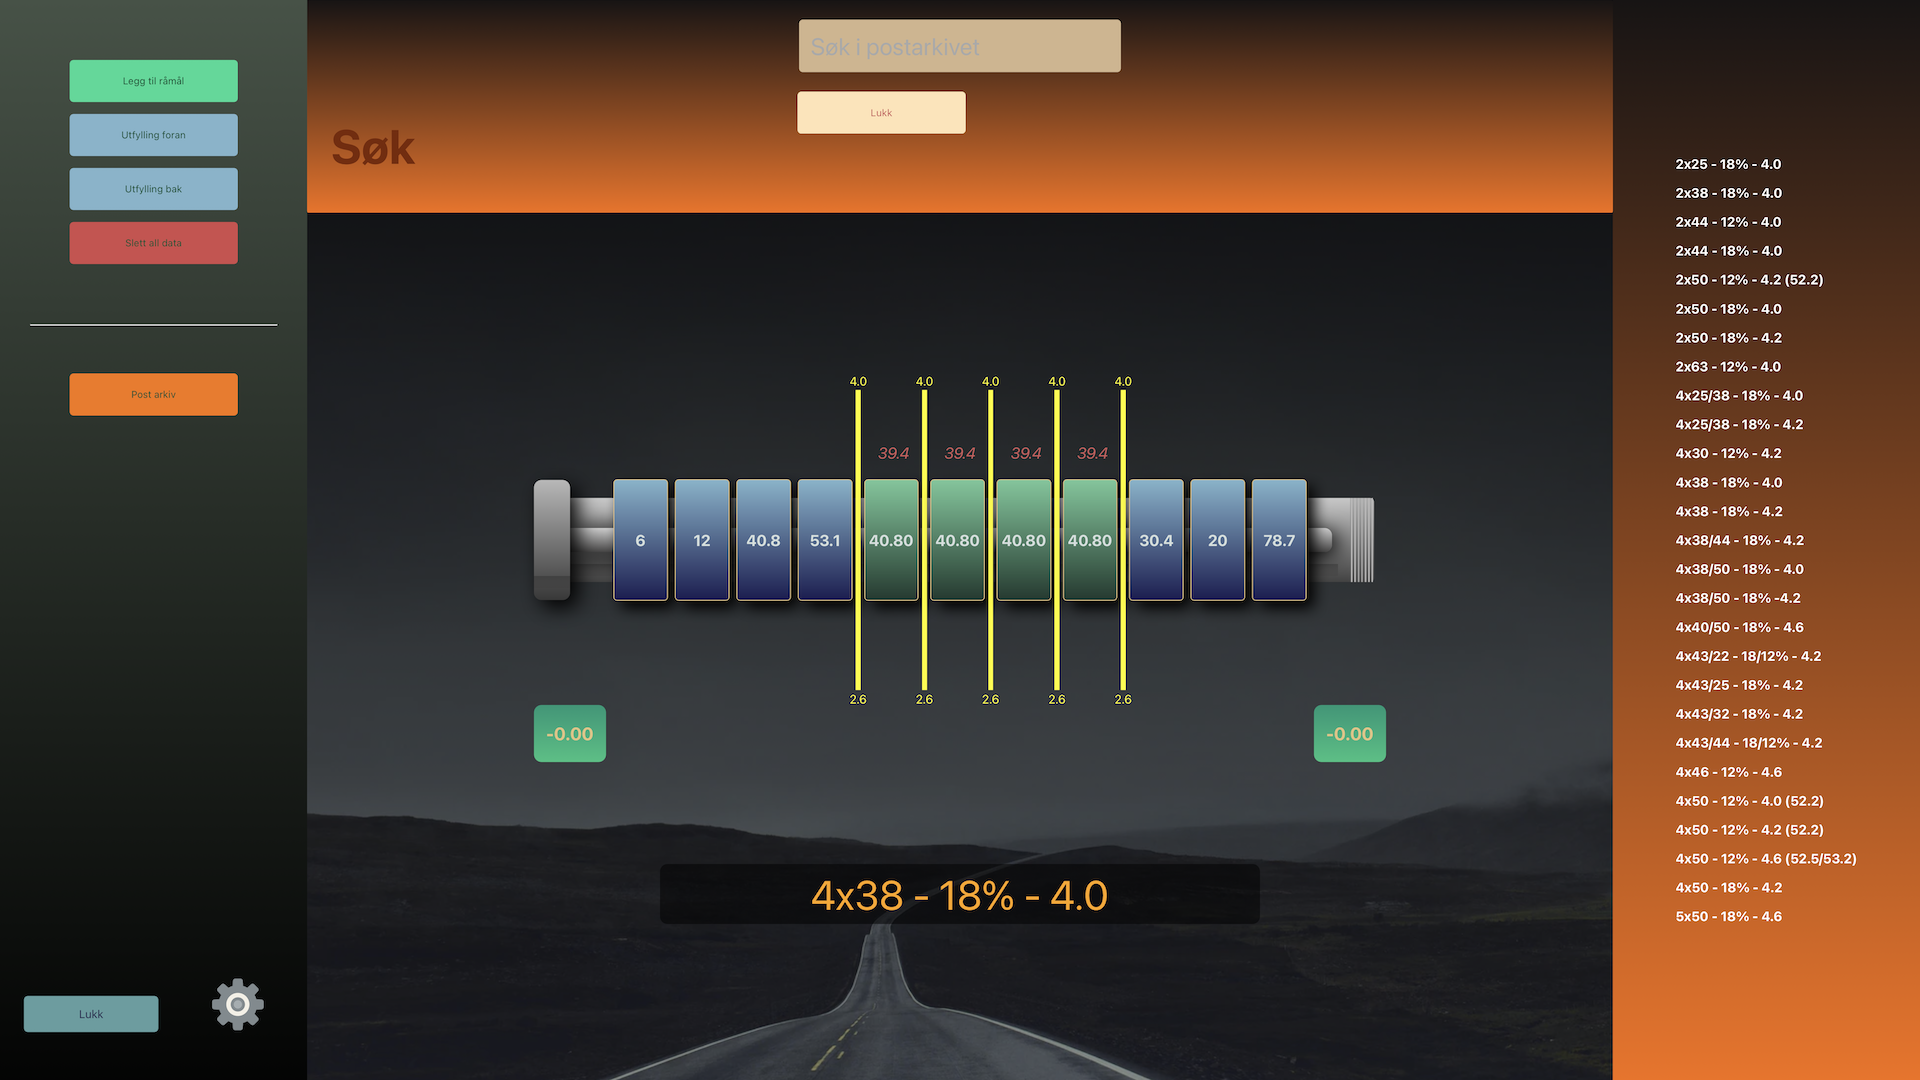 Legg til råmål
Utfylling foran
Utfylling bak
Slett all data
Post arkiv
Lukk
Søk i postarkivet
Lukk
Søk
4.0 4.0 4.0 4.0 4.0
39.4 39.4 39.4 39.4
6 12 40.8 53.1 40.80 40.80 40.80 40.80 30.4 20 78.7
2.6 2.6 2.6 2.6 2.6
-0.00 -0.00
4x38 - 18% - 4.0
2x25 - 18% - 4.0
2x38 - 18% - 4.0
2x44 - 12% - 4.0
2x44 - 18% - 4.0
2x50 - 12% - 4.2 (52.2)
2x50 - 18% - 4.0
2x50 - 18% - 4.2
2x63 - 12% - 4.0
4x25/38 - 18% - 4.0
4x25/38 - 18% - 4.2
4x30 - 12% - 4.2
4x38 - 18% - 4.0
4x38 - 18% - 4.2
4x38/44 - 18% - 4.2
4x38/50 - 18% - 4.0
4x38/50 - 18% -4.2
4x40/50 - 18% - 4.6
4x43/22 - 18/12% - 4.2
4x43/25 - 18% - 4.2
4x43/32 - 18% - 4.2
4x43/44 - 18/12% - 4.2
4x46 - 12% - 4.6
4x50 - 12% - 4.0 (52.2)
4x50 - 12% - 4.2 (52.2)
4x50 - 12% - 4.6 (52.5/53.2)
4x50 - 18% - 4.2
5x50 - 18% - 4.6